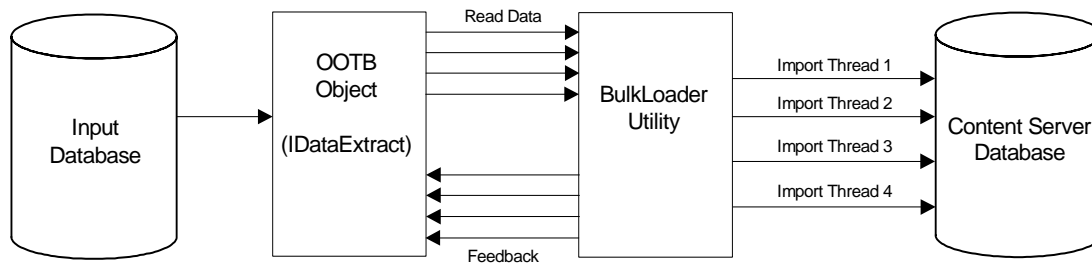 Input
Database
OOTB
Object
(IDataExtract)
Read Data
Feedback
BulkLoader
Utility
Import Thread 1
Import Thread 2
Import Thread 3
Import Thread 4
Content Server
Database